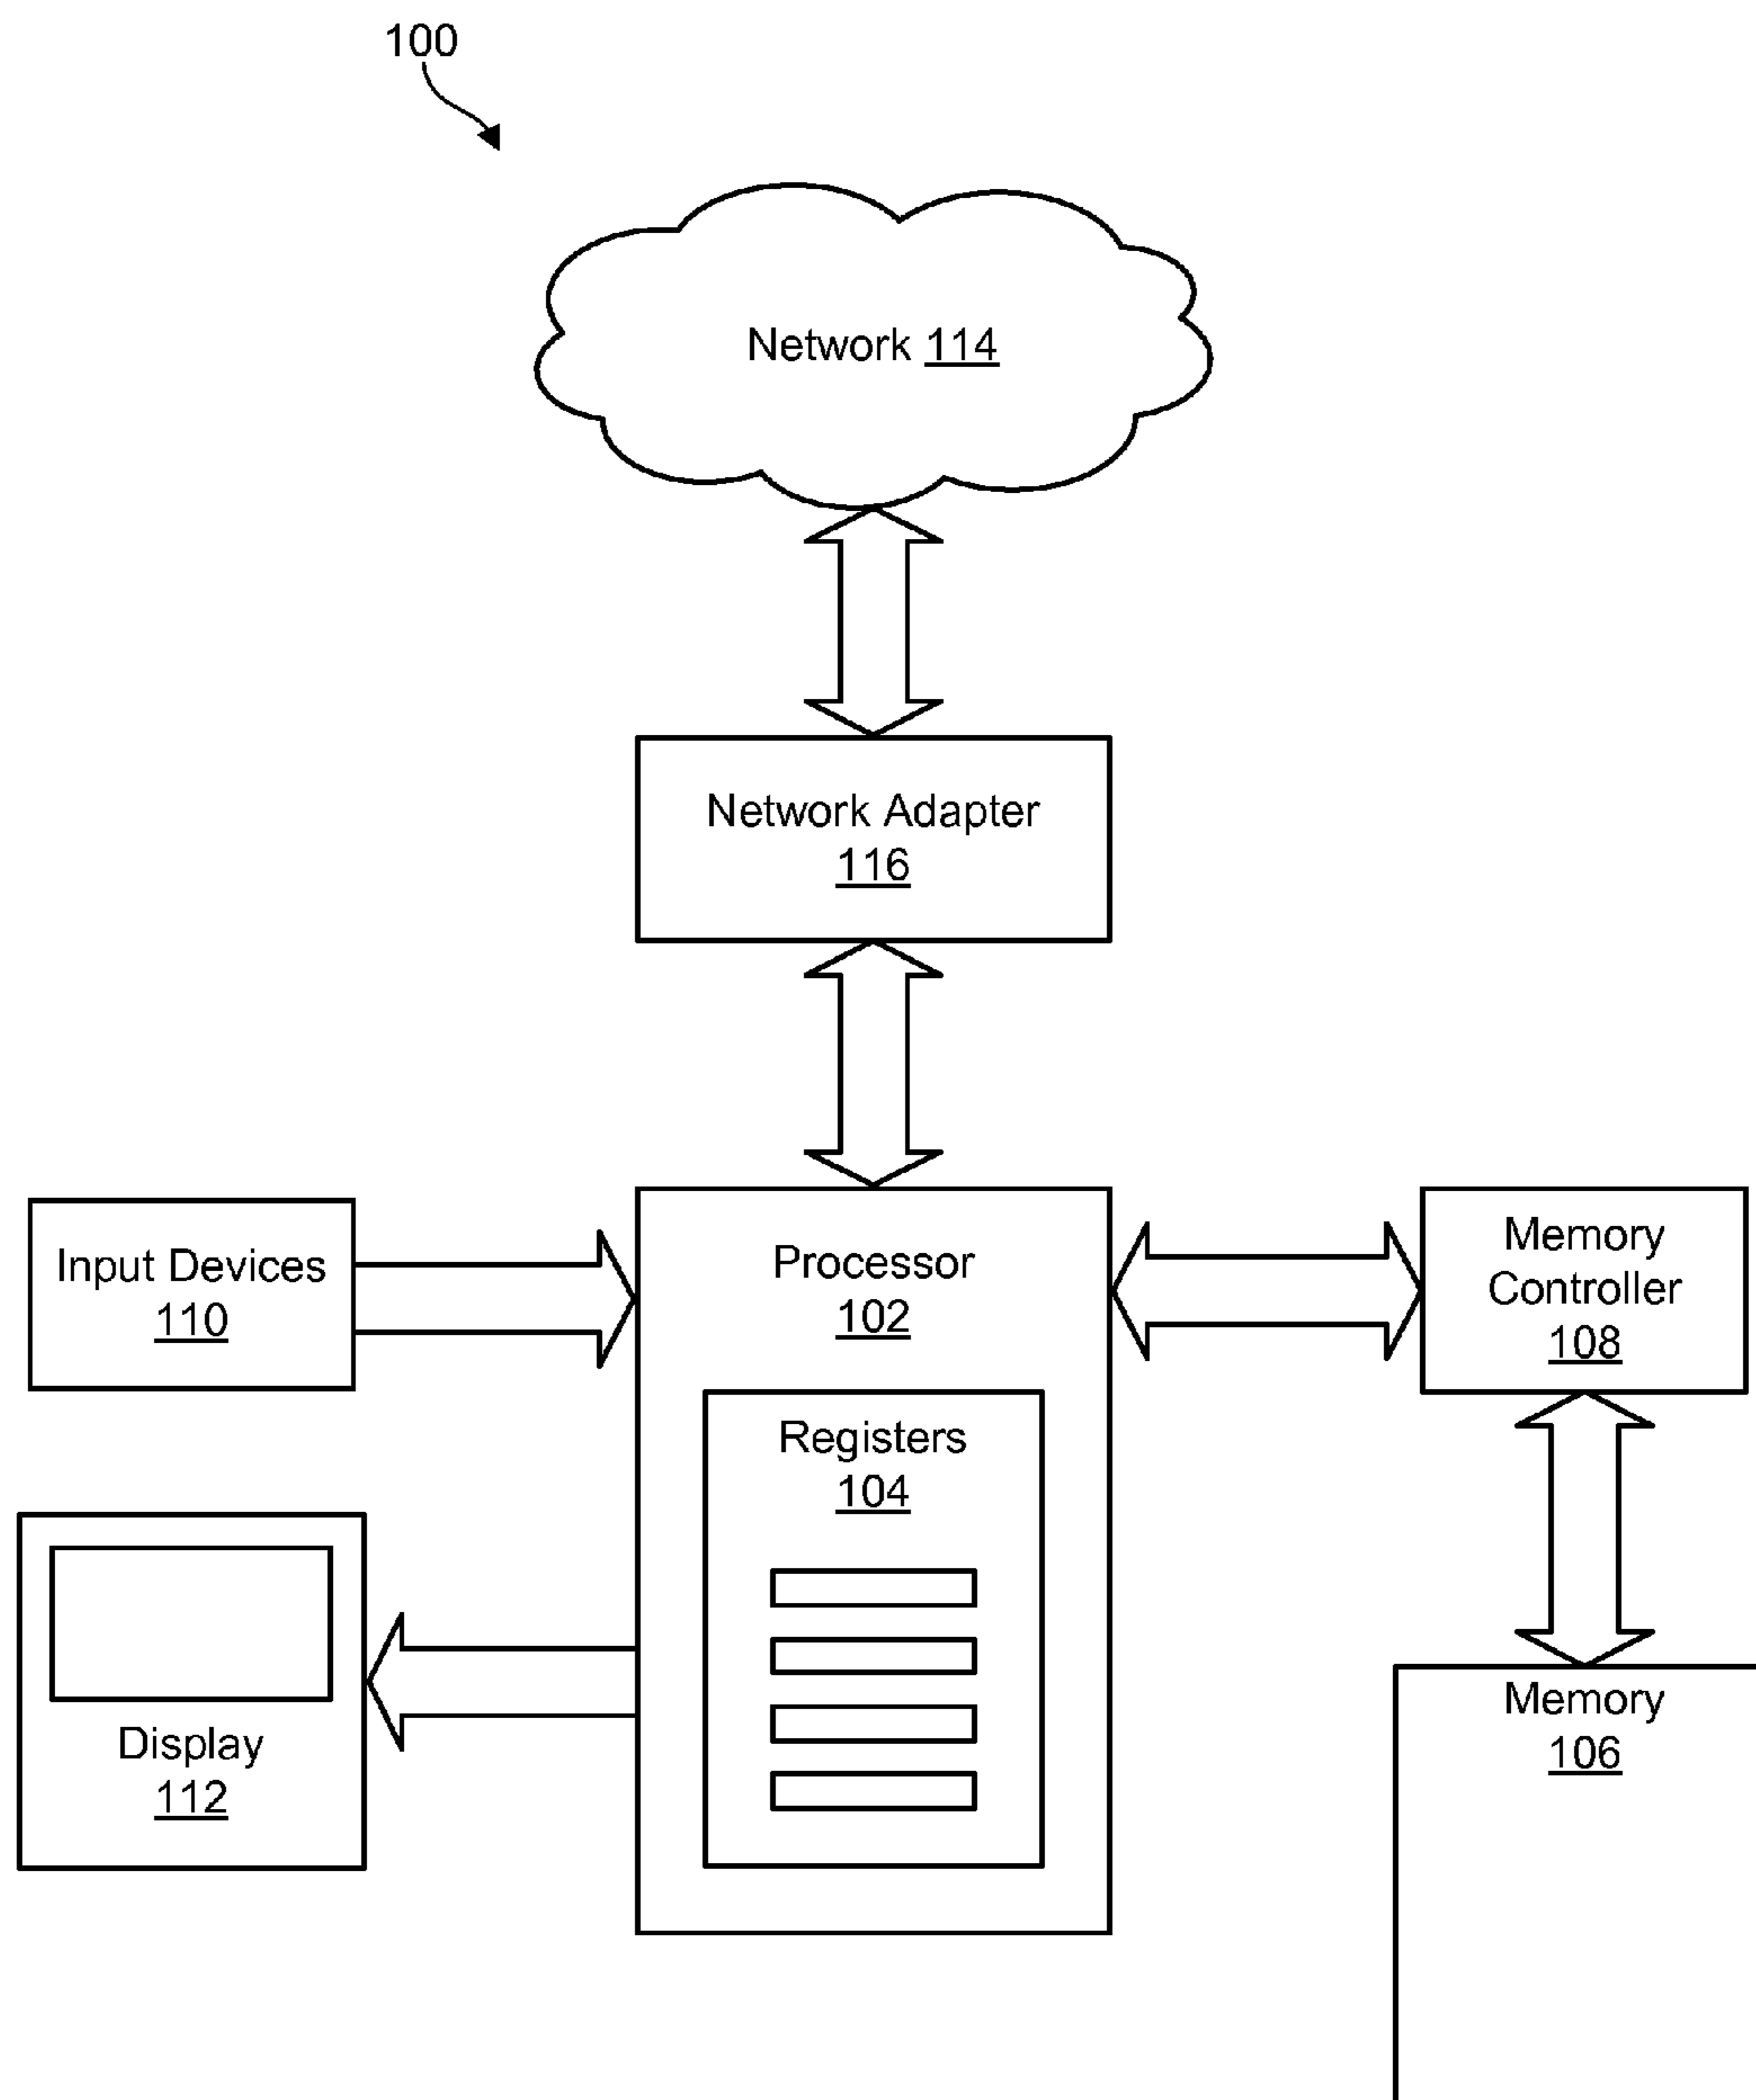 100
Network 114
Network Adapter
116
Input Devices
110
Processor
102
Memory
Controller
108
Registers
104
Display
112
Memory
106